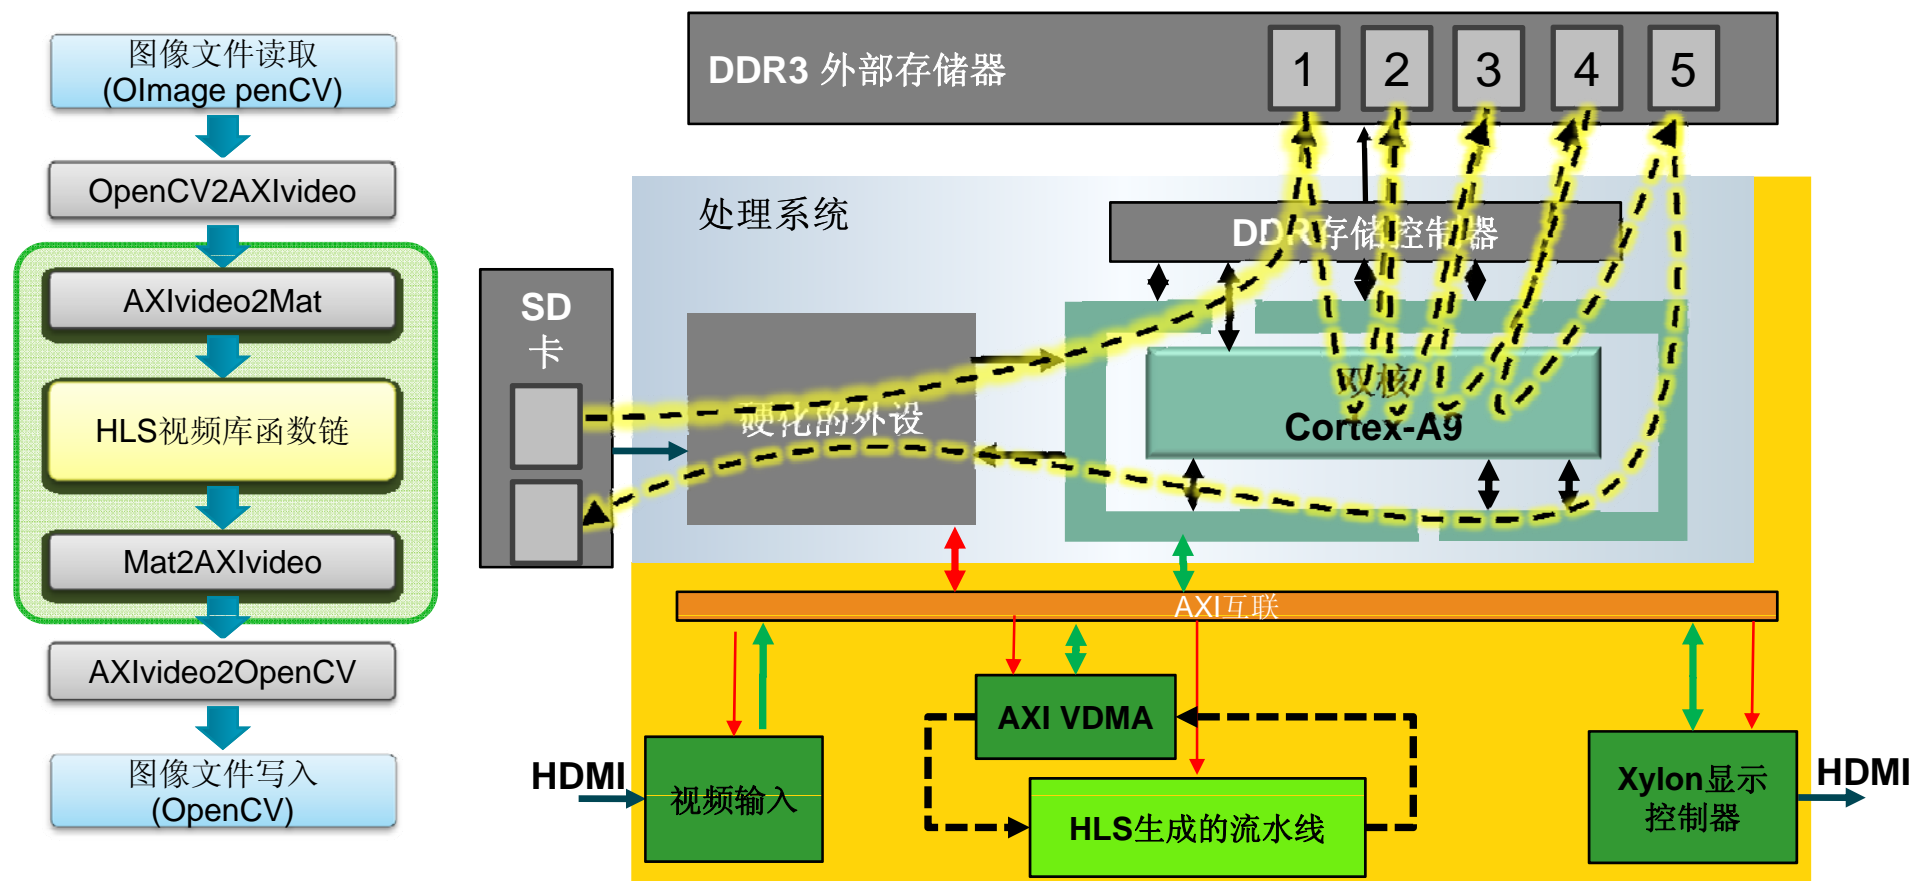 图像文件读取
(OImage penCV)
OpenCV2AXIvideo
AXIvideo2Mat
HLS视频库函数链
Mat2AXIvideo
AXIvideo2OpenCV
图像文件写入
(OpenCV)
DDR3 外部存储器
1
2
3
4
5
处理系统
DDR存储控制器
SD
卡
硬化的外设
双核
Cortex-A9
AXI互联
AXI VDMA
HDMI
视频输入
HLS生成的流水线
Xylon显示
控制器
HDMI